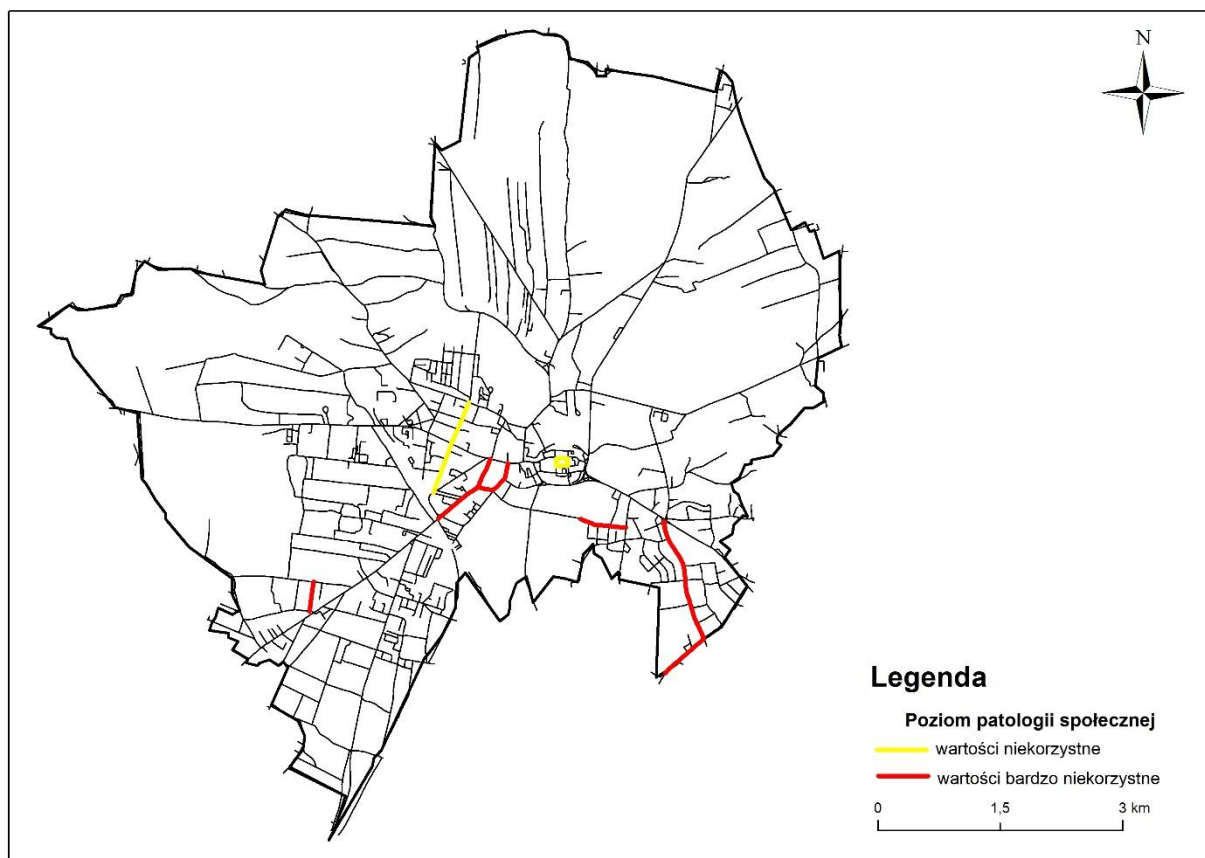 N
Legenda
Poziom patologii społecznej
wartości niekorzystne
wartości bardzo niekorzystne
0 1,5 3 km